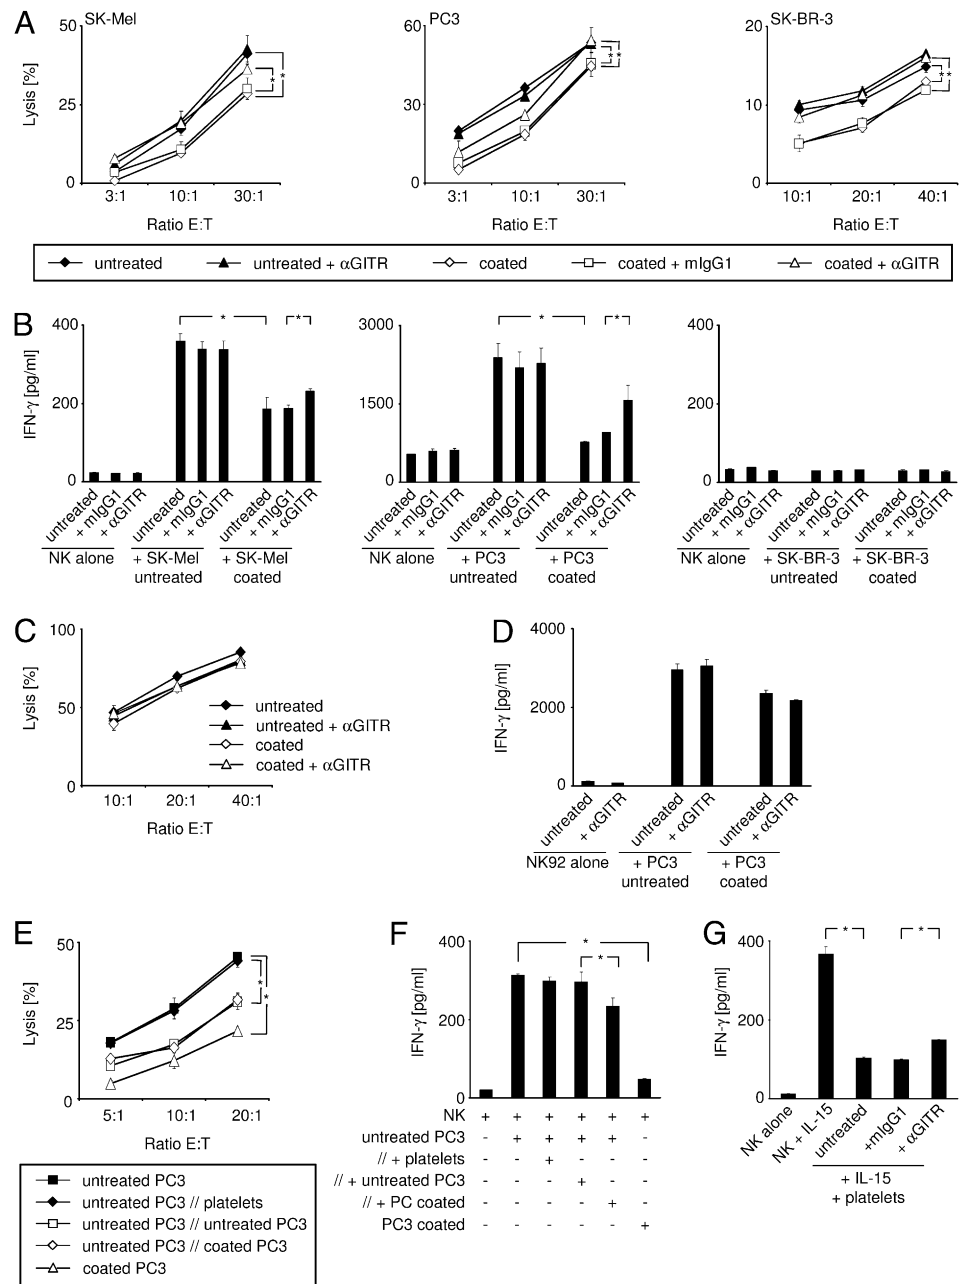 A
SK-Mel
PC3
SK-BR-3
50
25
0
Lysis [%]
3:1 10:1 30:1
Ratio E:T
60
30
0
3:1 10:1 30:1
Ratio E:T
20
10
0
10:1 20:1 40:1
Ratio E:T
* * * * * *
untreated untreated + αGITR coated coated + mIgG1 coated + αGITR
B
400
200
0
IFN-γ [pg/ml]
* *
untreated + mIgG1 + αGITR untreated + mIgG1 + αGITR untreated + mIgG1 + αGITR
NK alone + SK-Mel + SK-Mel
untreated coated
3000
1500
0
* *
untreated + mIgG1 + αGITR untreated + mIgG1 + αGITR untreated + mIgG1 + αGITR
NK alone + PC3 + PC3
untreated coated
400
200
0
untreated + mIgG1 + αGITR untreated + mIgG1 + αGITR untreated + mIgG1 + αGITR
NK alone + SK-BR-3 + SK-BR-3
untreated coated
C
100
50
0
Lysis [%]
untreated
untreated + αGITR
coated
coated + αGITR
10:1 20:1 40:1
Ratio E:T
D
4000
2000
0
IFN-γ [pg/ml]
untreated + αGITR untreated + αGITR untreated + αGITR
NK92 alone + PC3 + PC3
untreated coated
E
50
25
0
Lysis [%]
* *
5:1 10:1 20:1
Ratio E:T
untreated PC3
untreated PC3 // platelets
untreated PC3 // untreated PC3
untreated PC3 // coated PC3
coated PC3
F
400
200
0
IFN-γ [pg/ml]
*
*
NK + + + + + +
untreated PC3 - + + + + -
// + platelets - - + - - -
// + untreated PC3 - - - + - -
// + PC coated - - - - + -
PC3 coated - - - - - +
G
400
200
0
IFN-γ [pg/ml]
* *
NK alone NK + IL-15 untreated +mIgG1 + αGITR
+ IL-15
+ platelets